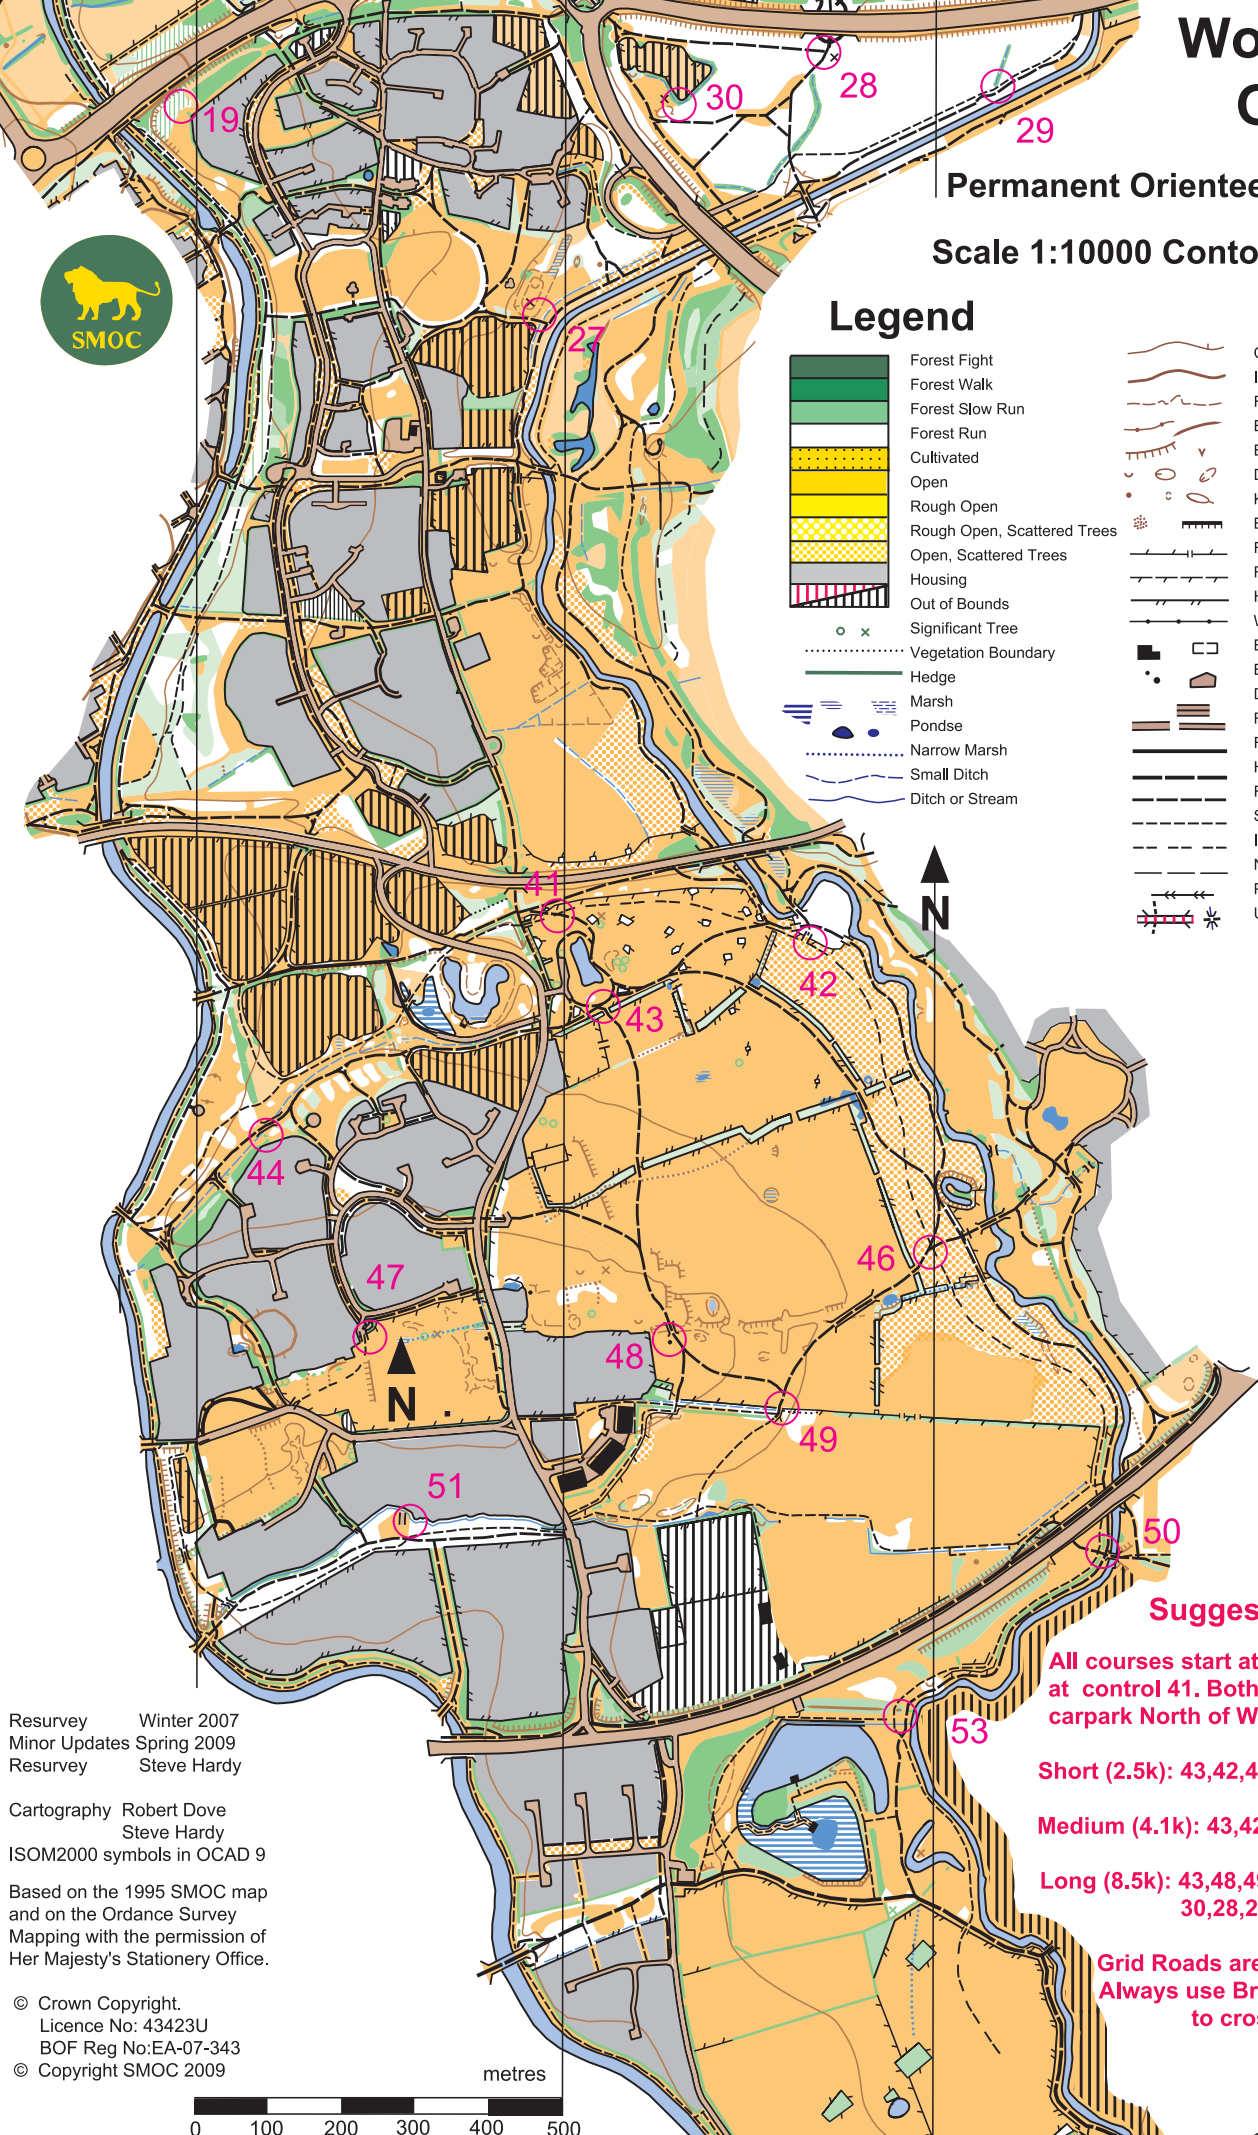 Wo
Permanent Oriente
Scale 1:10000 Conto
SMOC
19
30
28
29
27
Legend
Forest Fight
Forest Walk
Forest Slow Run
Forest Run
Cultivated
Open
Rough Open
Rough Open, Scattered Trees
Open, Scattered Trees
Housing
Out of Bounds
Significant Tree
Vegetation Boundary
Hedge
Marsh
Pondse
Narrow Marsh
Small Ditch
Ditch or Stream
N
41
42
43
44
46
47
48
N
49
51
50
53
Sugges
All courses start at
at control 41. Both
carpark North of W
Short (2.5k): 43,42,4
Medium (4.1k): 43,42
Long (8.5k): 43,48,49
30,28,2
Grid Roads are
Always use Br
to cros
Resurvey Winter 2007
Minor Updates Spring 2009
Resurvey Steve Hardy
Cartography Robert Dove
Steve Hardy
ISOM2000 symbols in OCAD 9
Based on the 1995 SMOC map
and on the Ordance Survey
Mapping with the permission of
Her Majesty's Stationery Office.
© Crown Copyright.
Licence No: 43423U
BOF Reg No:EA-07-343
© Copyright SMOC 2009
metres
0 100 200 300 400 500